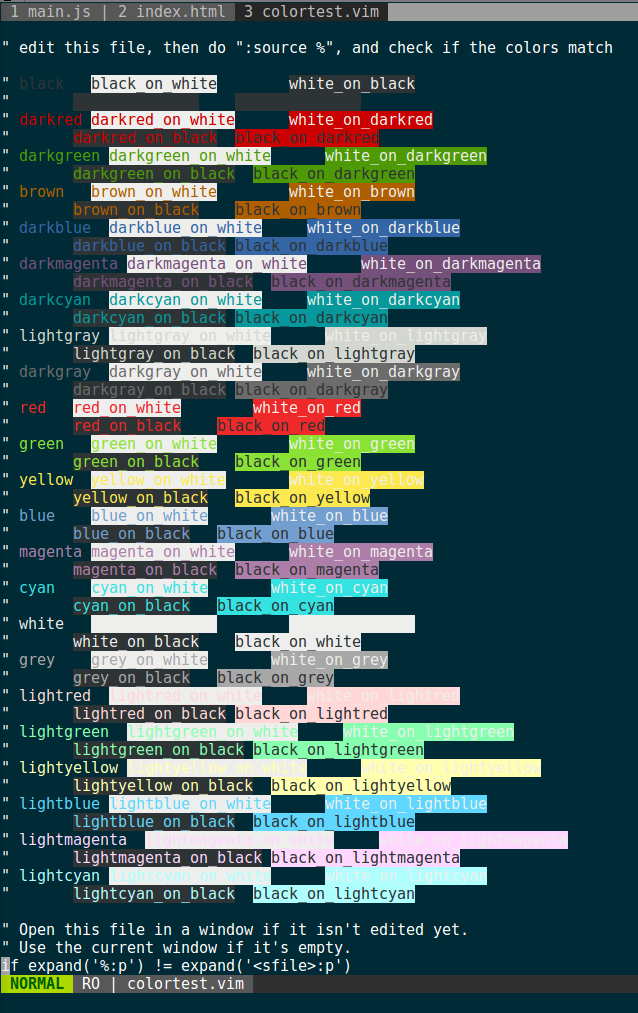 1 main.js | 2 index.html 3 colortest.vim
" edit this file, then do ":source %", and check if the colors match
" black black_on_white white_on_black
"
" darkred darkred_on_white white_on_darkred
" darkred_on_black black_on_darkred
" darkgreen darkgreen_on_white white_on_darkgreen
" darkgreen_on_black black_on_darkgreen
" brown brown_on_white white_on_brown
" brown_on_black black_on_brown
" darkblue darkblue_on_white white_on_darkblue
" darkblue_on_black black_on_darkblue
" darkmagenta darkmagenta_on_white white_on_darkmagenta
" darkmagenta_on_black black_on_darkmagenta
" darkcyan darkcyan_on_white white_on_darkcyan
" darkcyan_on_black black_on_darkcyan
" lightgray lightgray_on_white white_on_lightgray
" lightgray_on_black black_on_lightgray
" darkgray darkgray_on_white white_on_darkgray
" darkgray_on_black black_on_darkgray
" red red_on_white white_on_red
" red_on_black black_on_red
" green green_on_white white_on_green
" green_on_black black_on_green
" yellow yellow_on_white white_on_yellow
" yellow_on_black black_on_yellow
" blue blue_on_white white_on_blue
" blue_on_black black_on_blue
" magenta magenta_on_white white_on_magenta
" magenta_on_black black_on_magenta
" cyan cyan_on_white white_on_cyan
" cyan_on_black black_on_cyan
" white
" white_on_black black_on_white
" grey grey_on_white white_on_grey
" grey_on_black black_on_grey
" lightred lightred_on_white white_on_lightred
" lightred_on_black black_on_lightred
" lightgreen lightgreen_on_white white_on_lightgreen
" lightgreen_on_black black_on_lightgreen
" lightyellow lightyellow_on_white white_on_lightyellow
" lightyellow_on_black black_on_lightyellow
" lightblue lightblue_on_white white_on_lightblue
" lightblue_on_black black_on_lightblue
" lightmagenta lightmagenta_on_white white_on_lightmagenta
" lightmagenta_on_black black_on_lightmagenta
" lightcyan lightcyan_on_white white_on_lightcyan
" lightcyan_on_black black_on_lightcyan
" Open this file in a window if it isn't edited yet.
" Use the current window if it's empty.
if expand('%:p') != expand('<sfile>:p')
NORMAL RO | colortest.vim